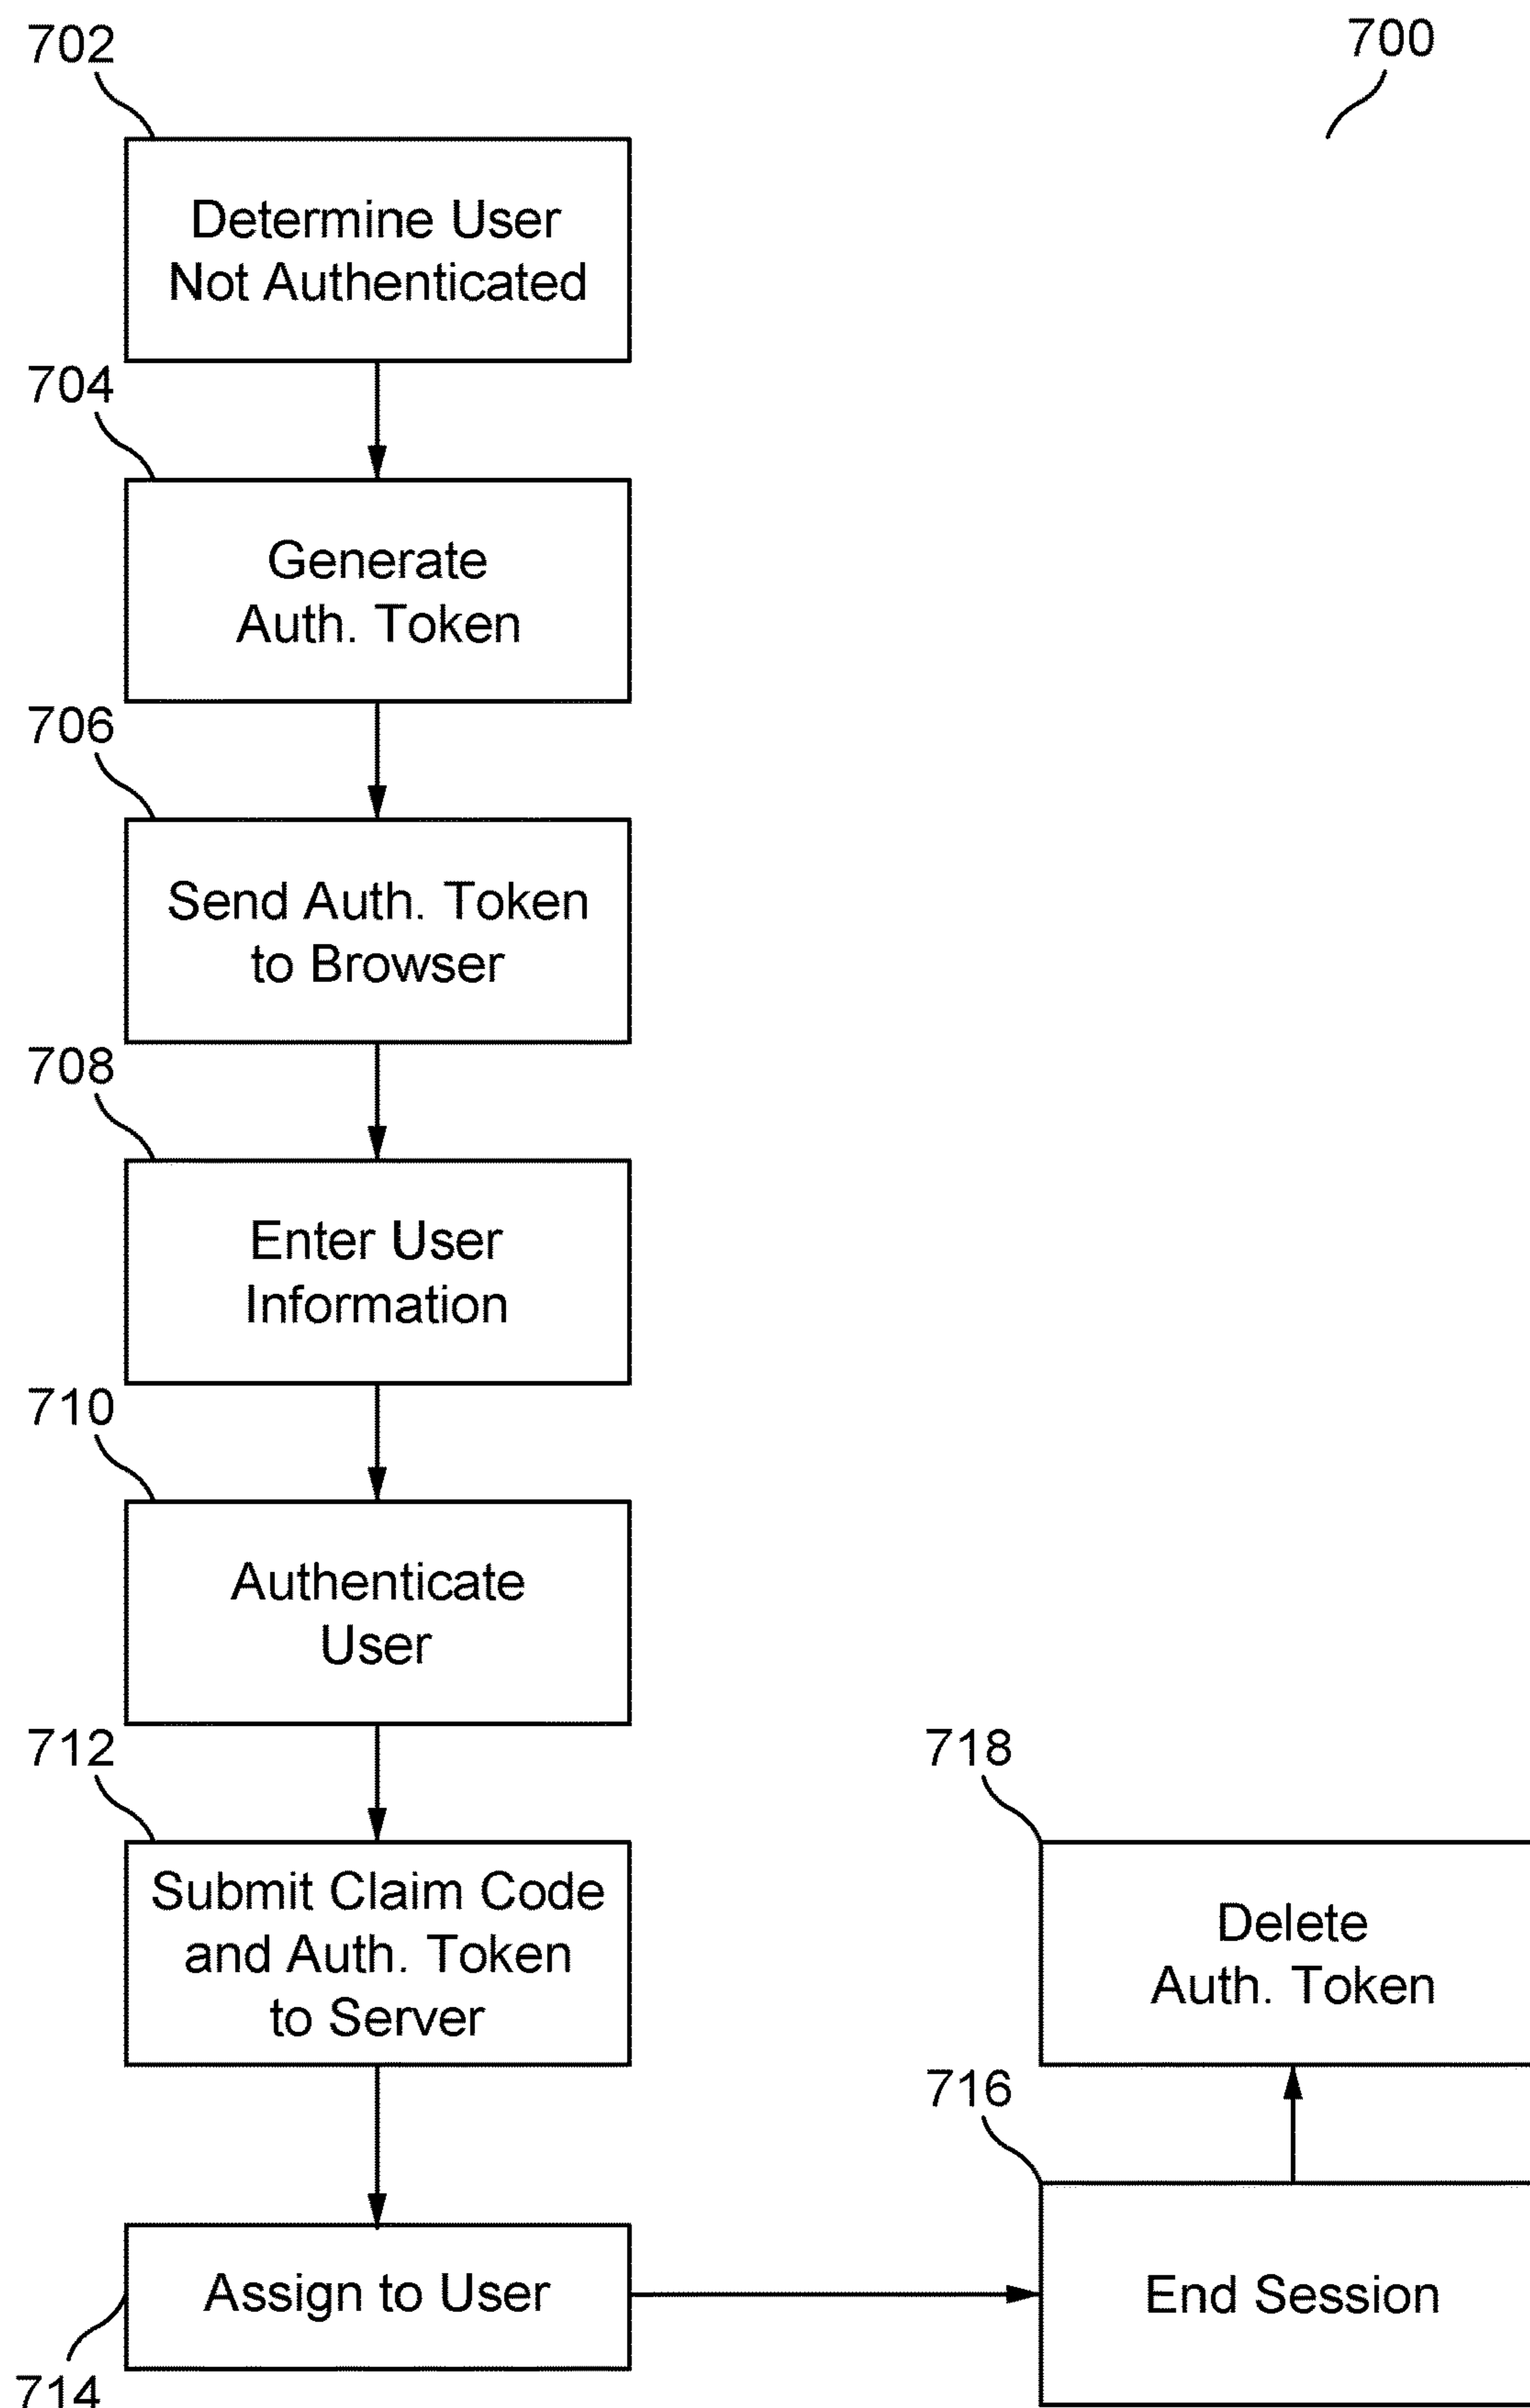 702
700
Determine User
Not Authenticated
704
Generate
Auth. Token
706
Send Auth. Token
to Browser
708
Enter User
Information
710
Authenticate
User
712
Submit Claim Code
and Auth. Token
to Server
718
Delete
Auth. Token
716
Assign to User
End Session
714